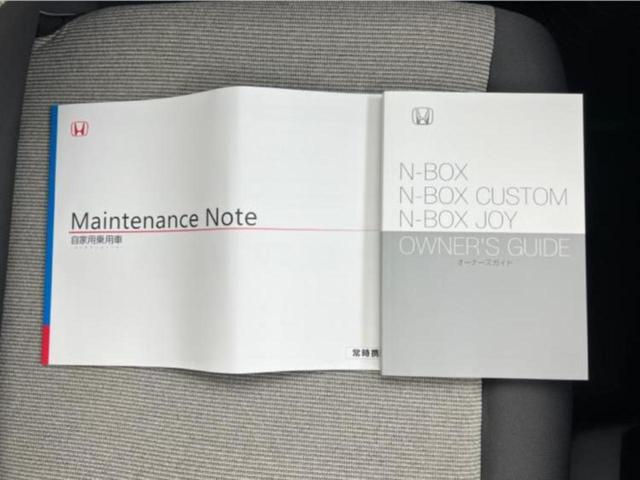 Maintenance Note
自家用乗用車
常時携
N-BOX
N-BOX CUSTOM
N-BOX JOY
OWNER'S GUIDE
オーナーズガイド